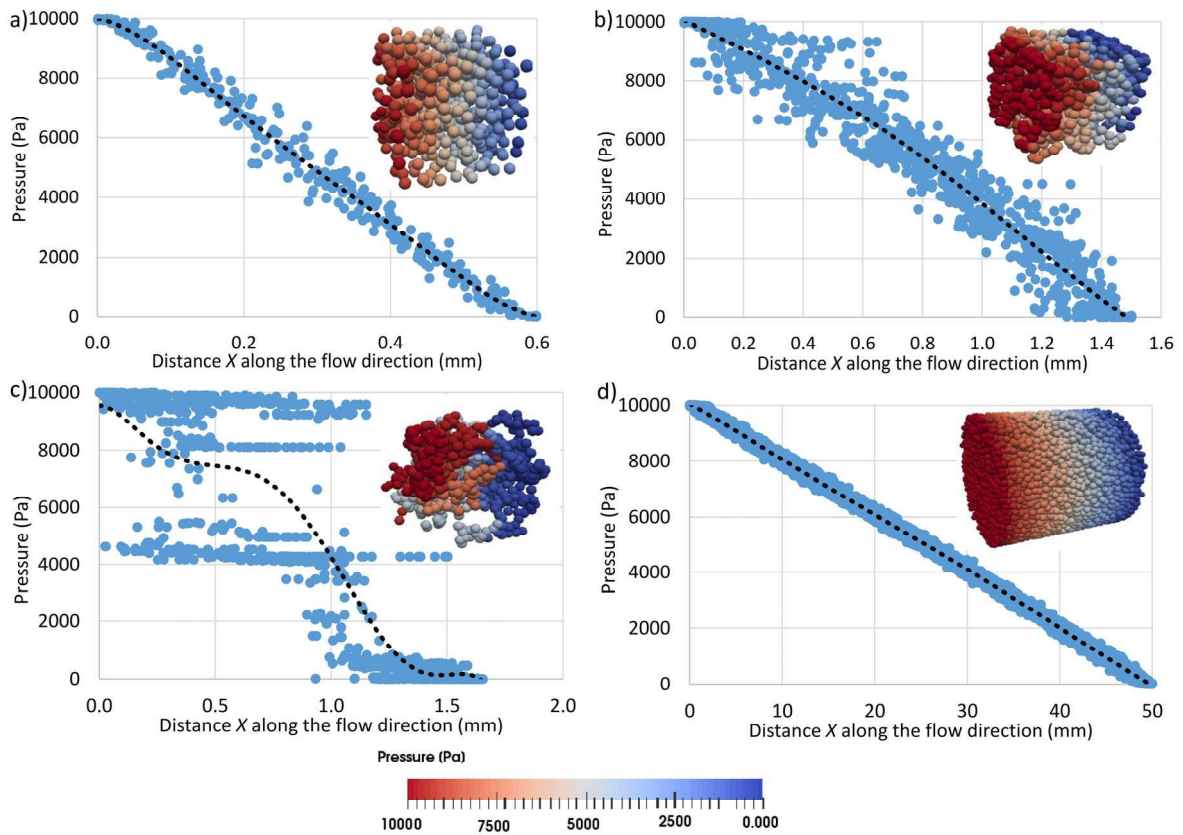 a)
10000
8000
6000
4000
2000
0
Pressure (Pa)
0.0 0.2 0.4 0.6
Distance X along the flow direction (mm)
b)
10000
8000
6000
4000
2000
0
Pressure (Pa)
0.0 0.2 0.4 0.6 0.8 1.0 1.2 1.4 1.6
Distance X along the flow direction (mm)
c)
10000
8000
6000
4000
2000
0
Pressure (Pa)
0.0 0.5 1.0 1.5 2.0
Distance X along the flow direction (mm)
d)
10000
8000
6000
4000
2000
0
Pressure (Pa)
0 10 20 30 40 50
Distance X along the flow direction (mm)
Pressure (Pa)
10000 7500 5000 2500 0.000